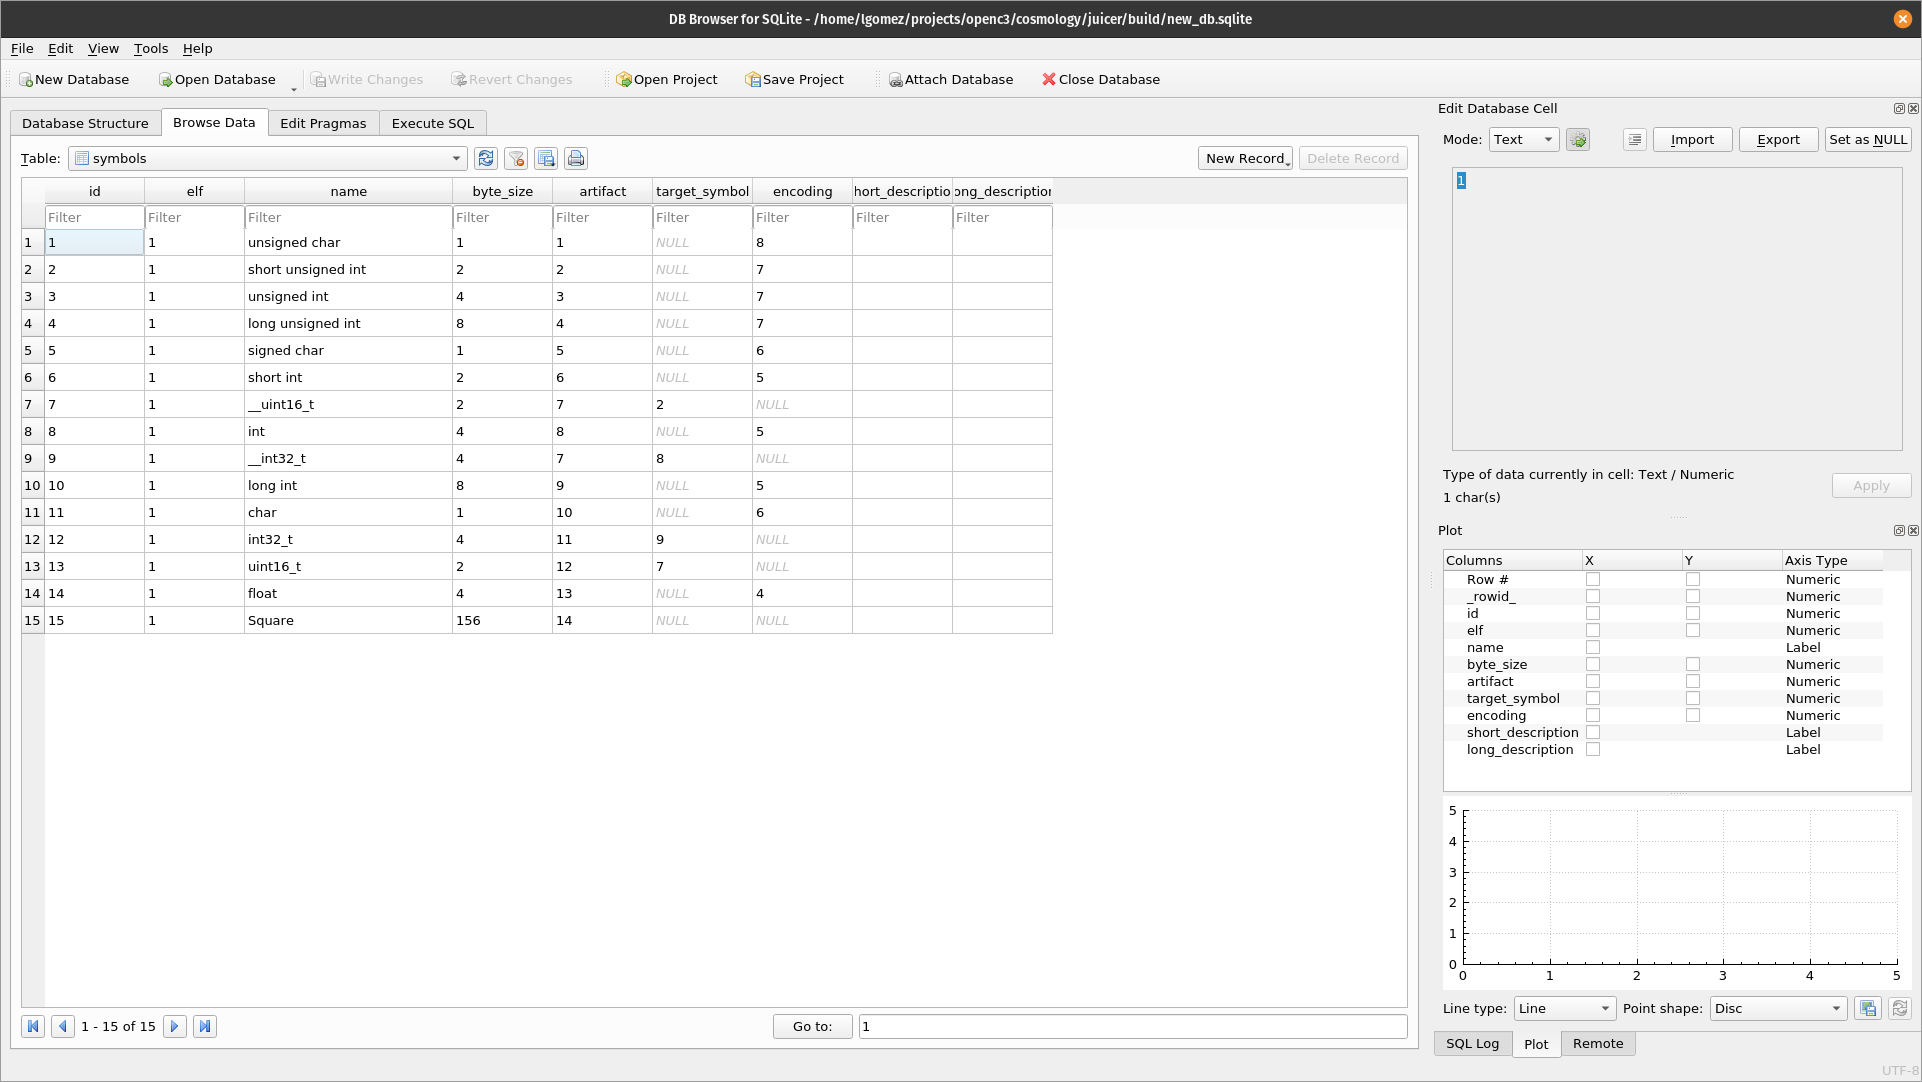 DB Browser for SQLite - /home/lgomez/projects/openc3/cosmology/juicer/build/new_db.sqlite
File Edit View Tools Help
New Database Open Database Write Changes Revert Changes Open Project Save Project Attach Database Close Database
Database Structure Browse Data Edit Pragmas Execute SQL
Table: symbols New Record Delete Record
id elf name byte_size artifact target_symbol encoding hort_descriptio ong_description
Filter Filter Filter Filter Filter Filter Filter Filter Filter
1 1 1 unsigned char 1 1 NULL 8
2 2 1 short unsigned int 2 2 NULL 7
3 3 1 unsigned int 4 3 NULL 7
4 4 1 long unsigned int 8 4 NULL 7
5 5 1 signed char 1 5 NULL 6
6 6 1 short int 2 6 NULL 5
7 7 1 __uint16_t 2 7 2 NULL
8 8 1 int 4 8 NULL 5
9 9 1 __int32_t 4 7 8 NULL
10 10 1 long int 8 9 NULL 5
11 11 1 char 1 10 NULL 6
12 12 1 int32_t 4 11 9 NULL
13 13 1 uint16_t 2 12 7 NULL
14 14 1 float 4 13 NULL 4
15 15 1 Square 156 14 NULL NULL
1 - 15 of 15 Go to: 1
Edit Database Cell
Mode: Text Import Export Set as NULL
1
Type of data currently in cell: Text / Numeric
1 char(s)
Apply
Plot
Columns X Y Axis Type
Row # Numeric
_rowid_ Numeric
id Numeric
elf Numeric
name Label
byte_size Numeric
artifact Numeric
target_symbol Numeric
encoding Numeric
short_description Label
long_description Label
5
4
3
2
1
0
0 1 2 3 4 5
Line type: Line Point shape: Disc
SQL Log Plot Remote
UTF-8